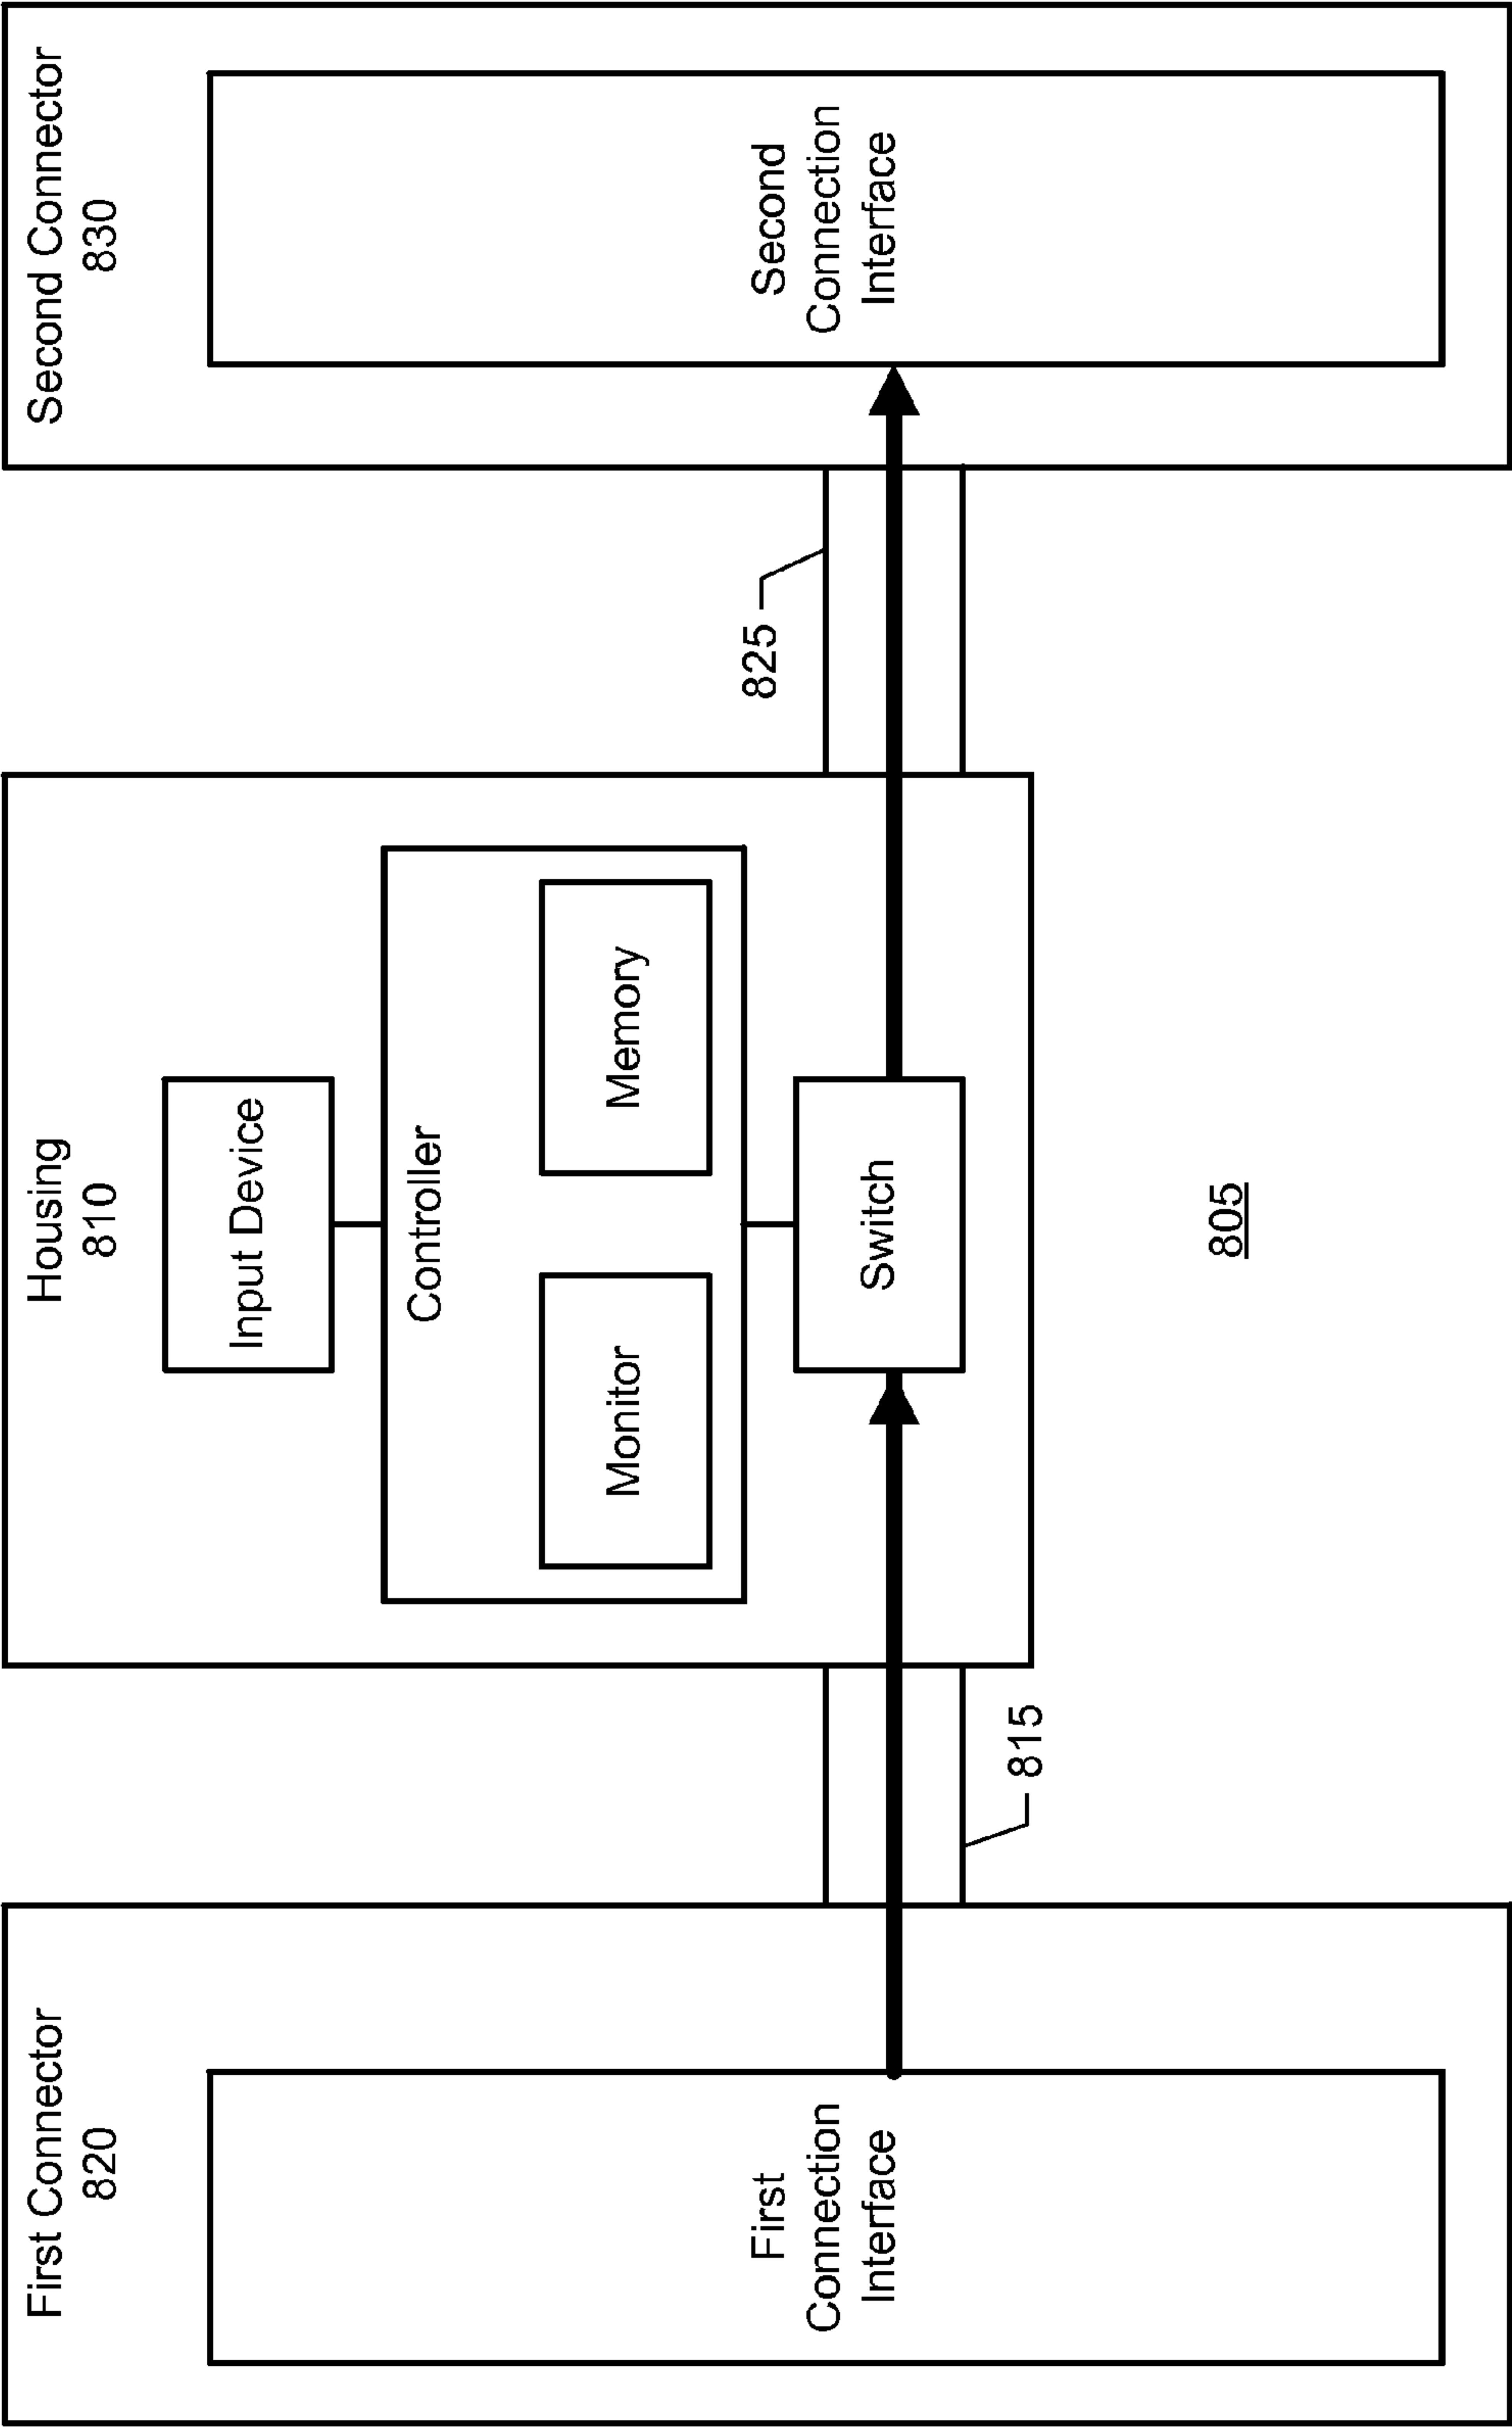 First Connector
820
First
Connection
Interface
815
Housing
810
Input Device
Controller
Monitor
Memory
Switch
805
825
Second Connector
830
Second
Connection
Interface